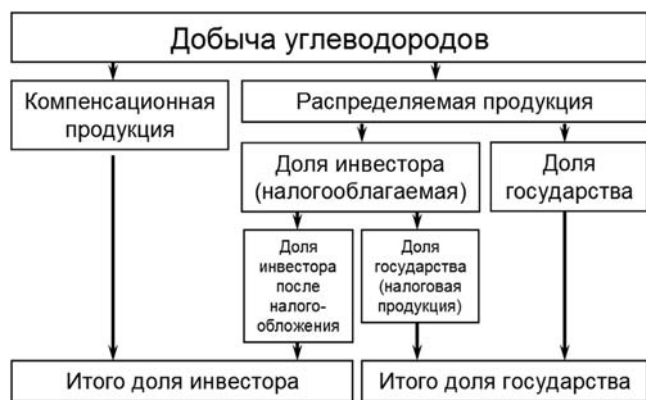 Добыча углеводородов
Компенсационная
продукция
Распределяемая продукция
Доля инвестора
(налогооблагаемая)
Доля
государства
Доля
инвестора
после
налого-
обложения
Доля
государства
(налоговая
продукция)
Итого доля инвестора
Итого доля государства